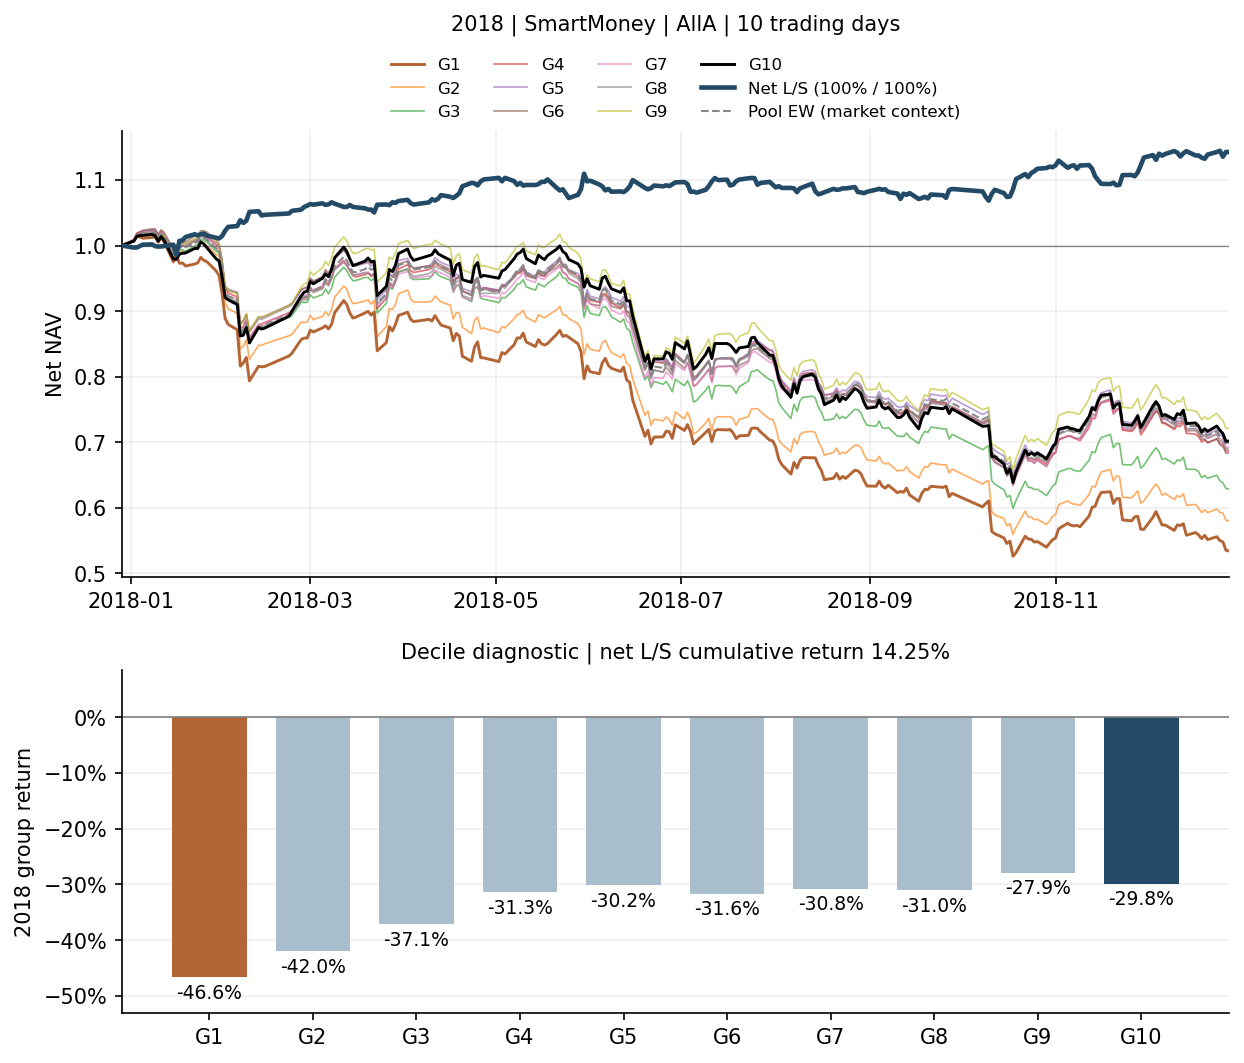 2018 | SmartMoney | AllA | 10 trading days
G1 G4 G7 G10
G2 G5 G8 Net L/S (100% / 100%)
G3 G6 G9 Pool EW (market context)
Net NAV
1.1
1.0
0.9
0.8
0.7
0.6
0.5
2018-01 2018-03 2018-05 2018-07 2018-09 2018-11
Decile diagnostic | net L/S cumulative return 14.25%
2018 group return
0%
−10%
−20%
−30%
−40%
−50%
-46.6%
-42.0%
-37.1%
-31.3%
-30.2%
-31.6%
-30.8%
-31.0%
-27.9%
-29.8%
G1 G2 G3 G4 G5 G6 G7 G8 G9 G10